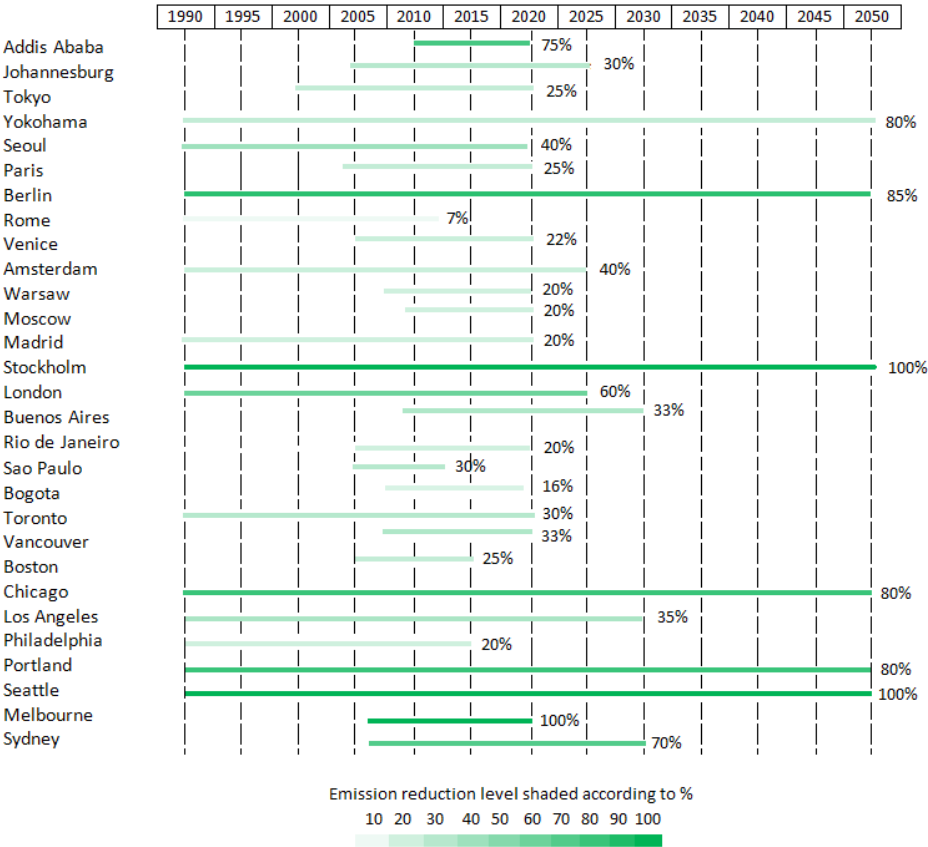 1990 1995 2000 2005 2010 2015 2020 2025 2030 2035 2040 2045 2050
Addis Ababa 75%
Johannesburg 30%
Tokyo 25%
Yokohama 80%
Seoul 40%
Paris 25%
Berlin 85%
Rome 7%
Venice 22%
Amsterdam 40%
Warsaw 20%
Moscow 20%
Madrid 20%
Stockholm 100%
London 60%
Buenos Aires 33%
Rio de Janeiro 20%
Sao Paulo 30%
Bogota 16%
Toronto 30%
Vancouver 33%
Boston 25%
Chicago 80%
Los Angeles 35%
Philadelphia 20%
Portland 80%
Seattle 100%
Melbourne 100%
Sydney 70%
Emission reduction level shaded according to %
10 20 30 40 50 60 70 80 90 100